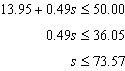 13.95 + 0.49s ≤ 50.00
0.49s ≤ 36.05
s ≤ 73.57